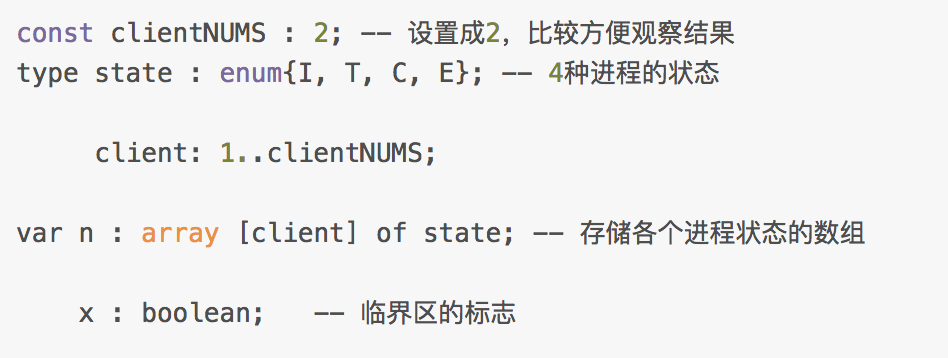 const clientNUMS : 2; -- 设置成2，比较方便观察结果
type state : enum{I, T, C, E}; -- 4种进程的状态
client: 1..clientNUMS;
var n : array [client] of state; -- 存储各个进程状态的数组
x : boolean;   -- 临界区的标志